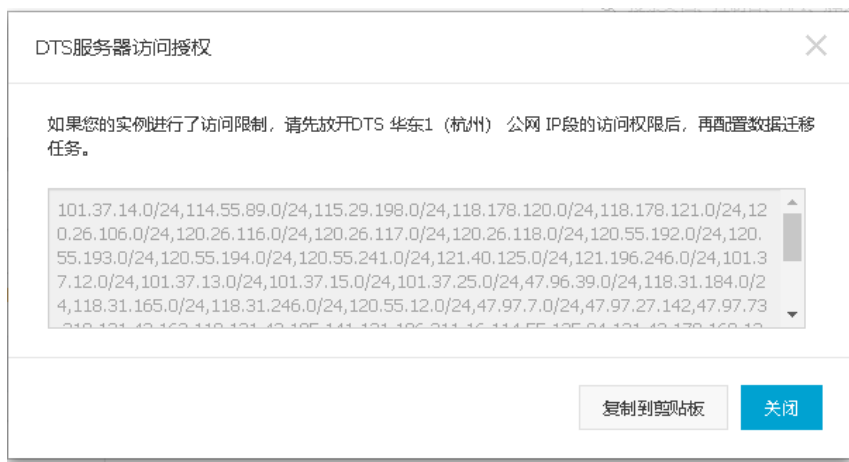 DTS服务器访问授权
如果您的实例进行了访问限制，请先放开DTS 华东1（杭州） 公网 IP段的访问权限后，再配置数据迁移
任务。
101.37.14.0/24,114.55.89.0/24,115.29.198.0/24,118.178.120.0/24,118.178.121.0/24,12
0.26.106.0/24,120.26.116.0/24,120.26.117.0/24,120.26.118.0/24,120.55.192.0/24,120.
55.193.0/24,120.55.194.0/24,120.55.241.0/24,121.40.125.0/24,121.196.246.0/24,101.3
7.12.0/24,101.37.13.0/24,101.37.15.0/24,101.37.25.0/24,47.96.39.0/24,118.31.184.0/2
4,118.31.165.0/24,118.31.246.0/24,120.55.12.0/24,47.97.7.0/24,47.97.27.142,47.97.73
复制到剪贴板
关闭